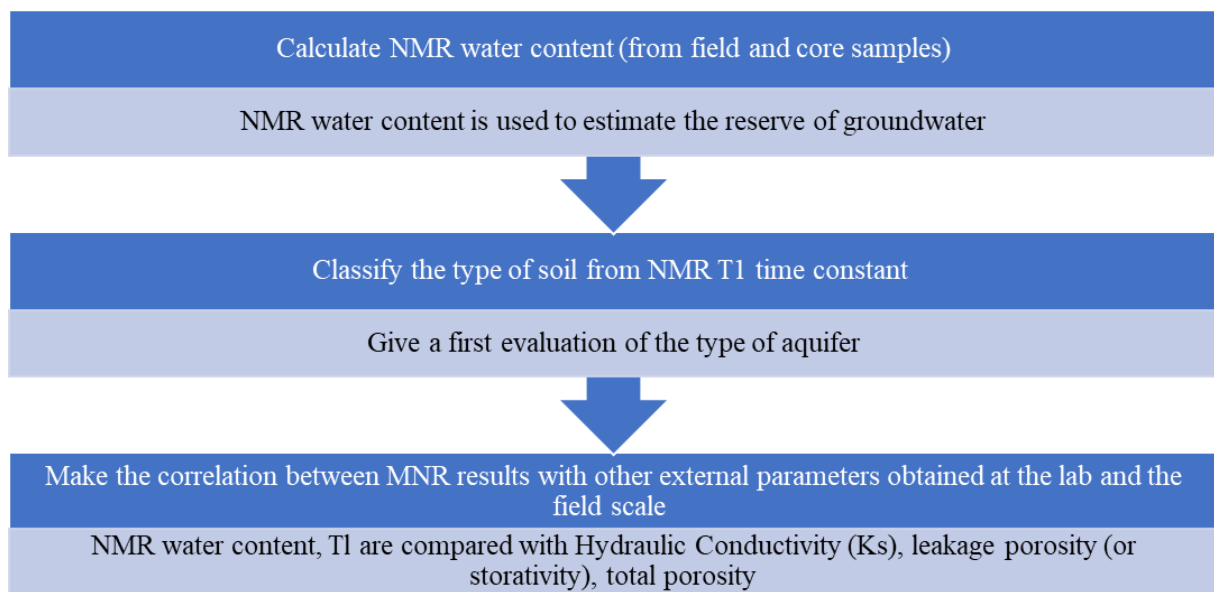 Calculate NMR water content (from field and core samples)
NMR water content is used to estimate the reserve of groundwater
Classify the type of soil from NMR T1 time constant
Give a first evaluation of the type of aquifer
Make the correlation between MNR results with other external parameters obtained at the lab and the
field scale
NMR water content, Tl are compared with Hydraulic Conductivity (Ks), leakage porosity (or
storativity), total porosity